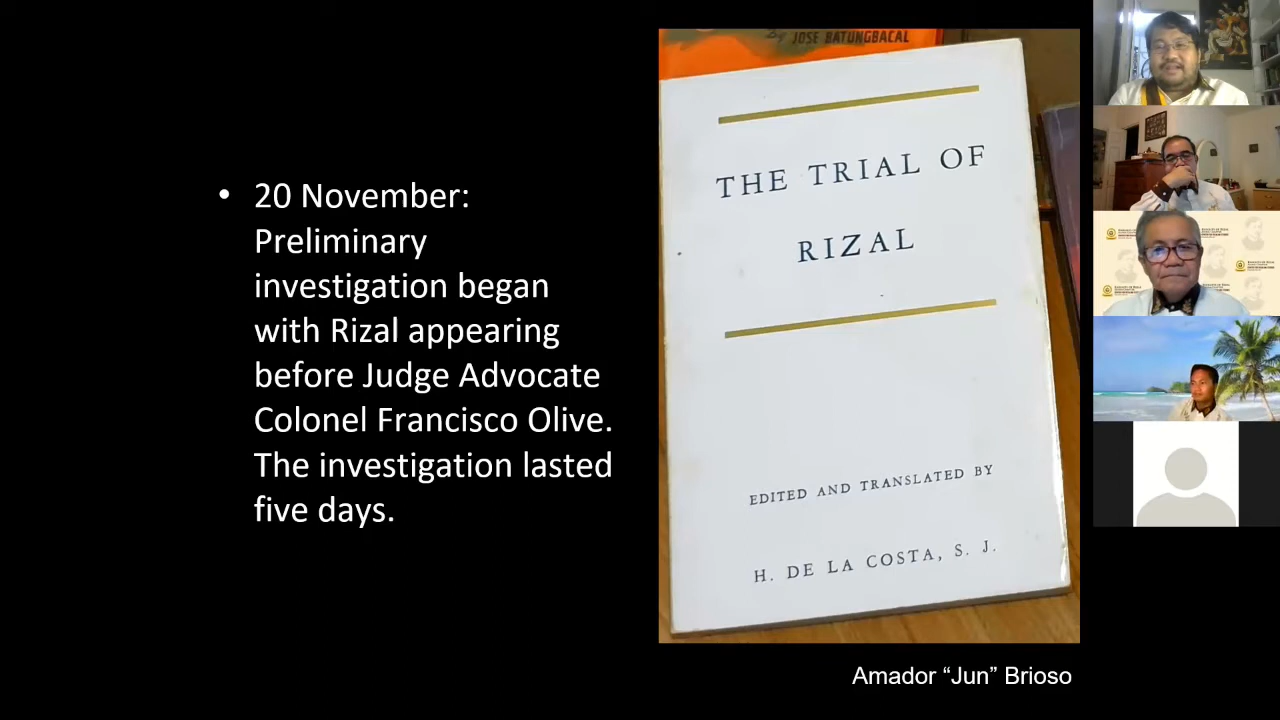 • 20 November:
Preliminary
investigation began
with Rizal appearing
before Judge Advocate
Colonel Francisco Olive.
The investigation lasted
five days.
By JOSE BATUNGBACAL
THE TRIAL OF
RIZAL
EDITED AND TRANSLATED BY
H. DE LA COSTA, S. J.
Amador “Jun” Brioso